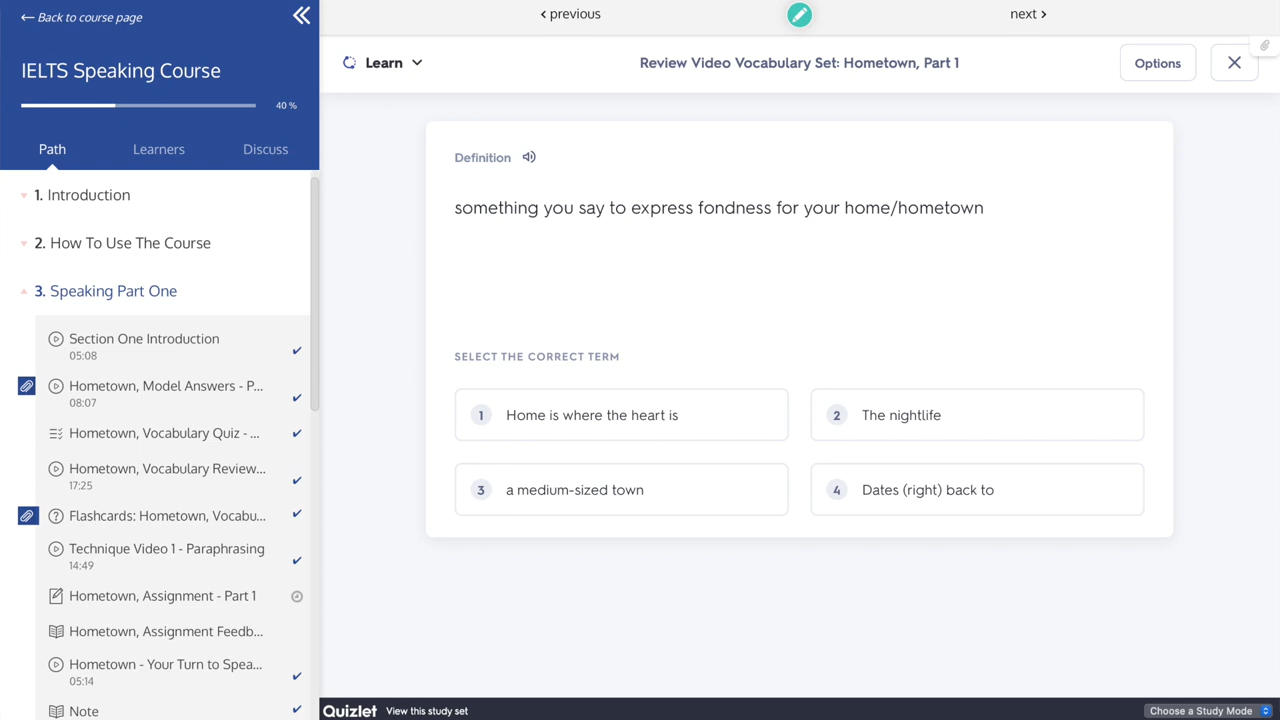 Back to course page
IELTS Speaking Course
40 %
Path
Learners
Discuss
1. Introduction
2. How To Use The Course
3. Speaking Part One
Section One Introduction
05:08
Hometown, Model Answers - P...
08:07
Hometown, Vocabulary Quiz - ...
Hometown, Vocabulary Review...
17:25
Flashcards: Hometown, Vocabu...
Technique Video 1 - Paraphrasing
14:49
Hometown, Assignment - Part 1
Hometown, Assignment Feedb...
Hometown - Your Turn to Spea...
05:14
Note
previous
next
Learn
Review Video Vocabulary Set: Hometown, Part 1
Options
Definition
something you say to express fondness for your home/hometown
SELECT THE CORRECT TERM
1 Home is where the heart is
2 The nightlife
3 a medium-sized town
4 Dates (right) back to
Quizlet
View this study set
Choose a Study Mode